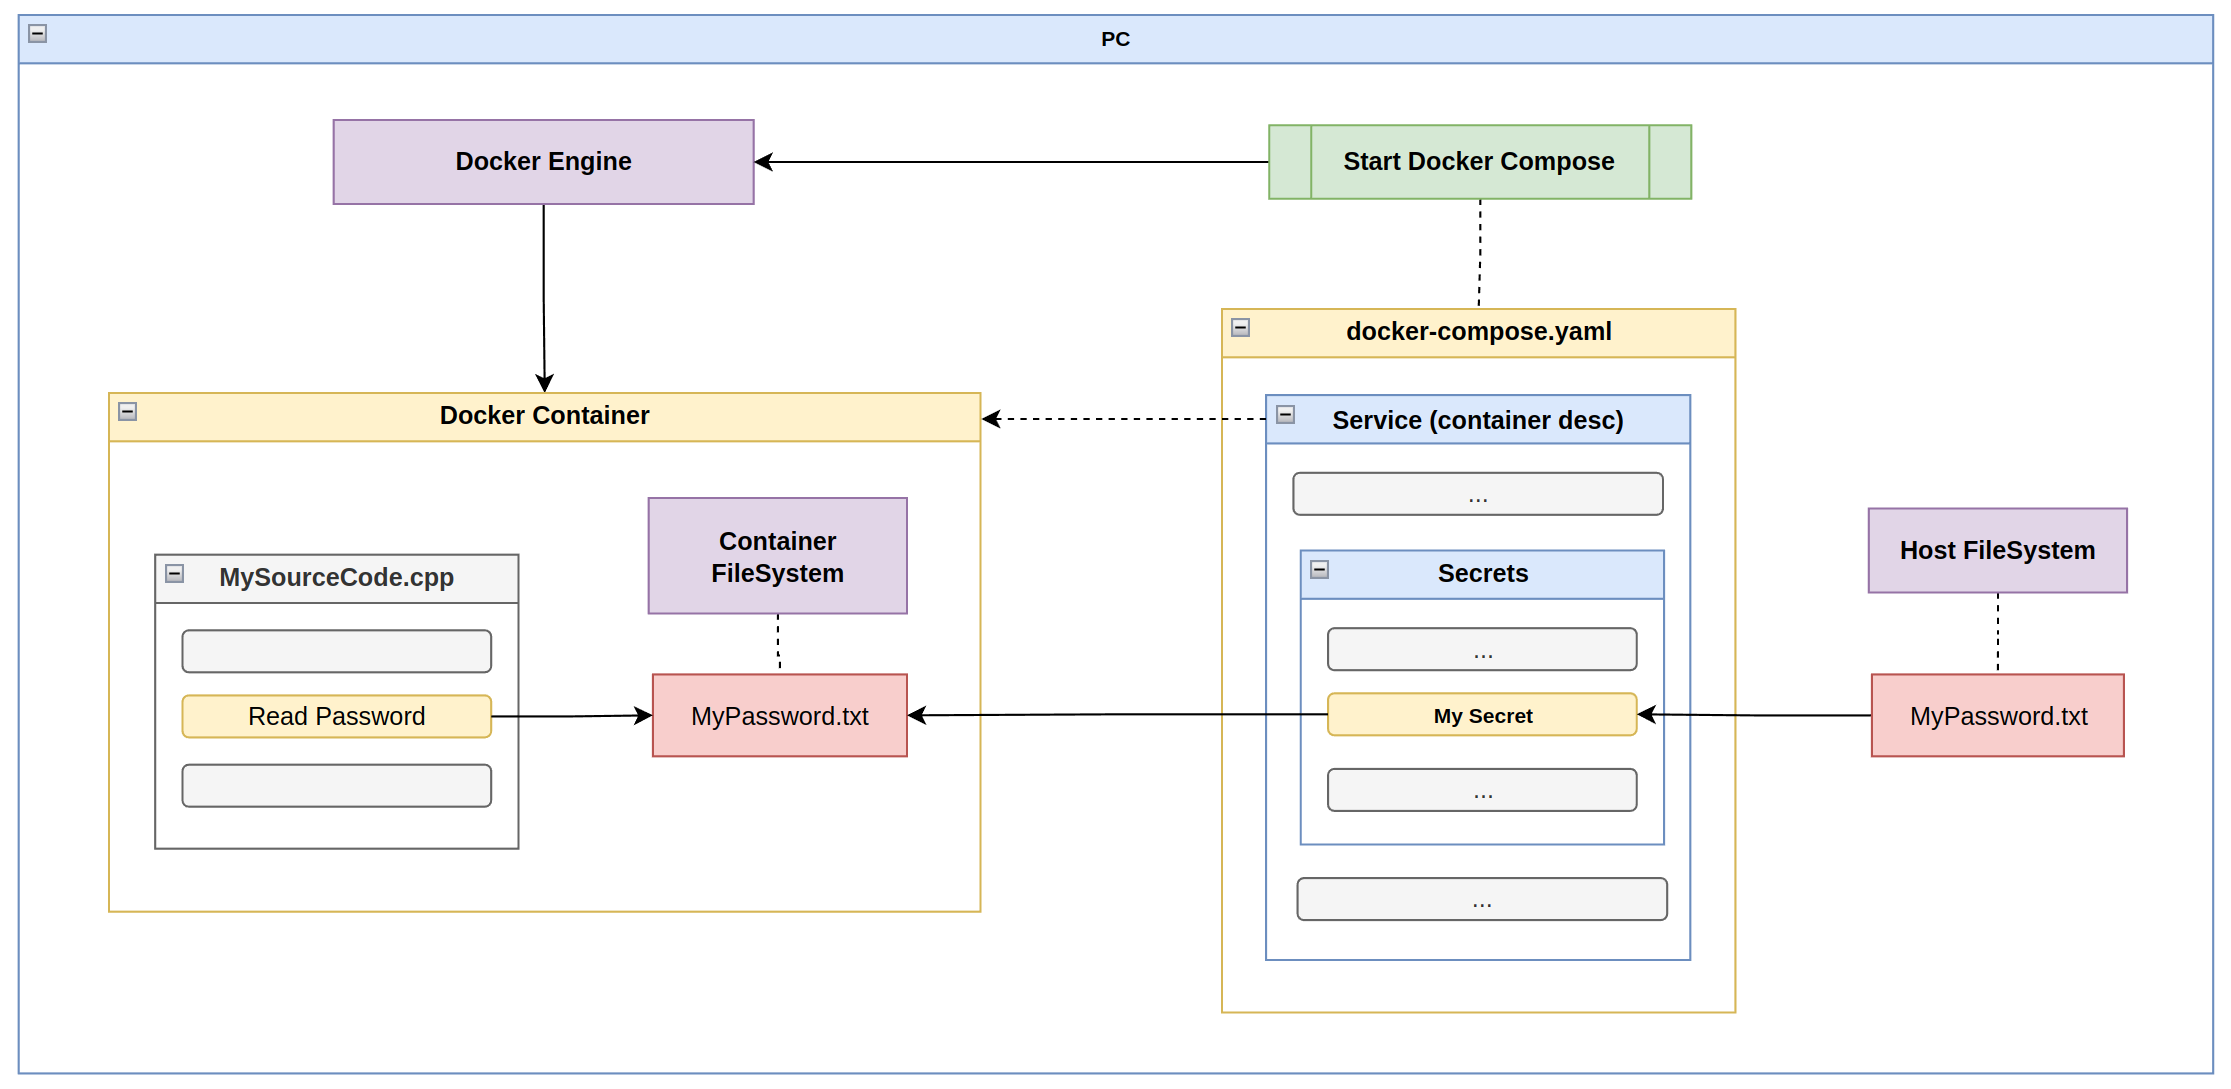 PC
Docker Engine
Start Docker Compose
docker-compose.yaml
Docker Container
Service (container desc)
...
Container
FileSystem
Host FileSystem
MySourceCode.cpp
Secrets
...
Read Password
MyPassword.txt
My Secret
MyPassword.txt
...
...